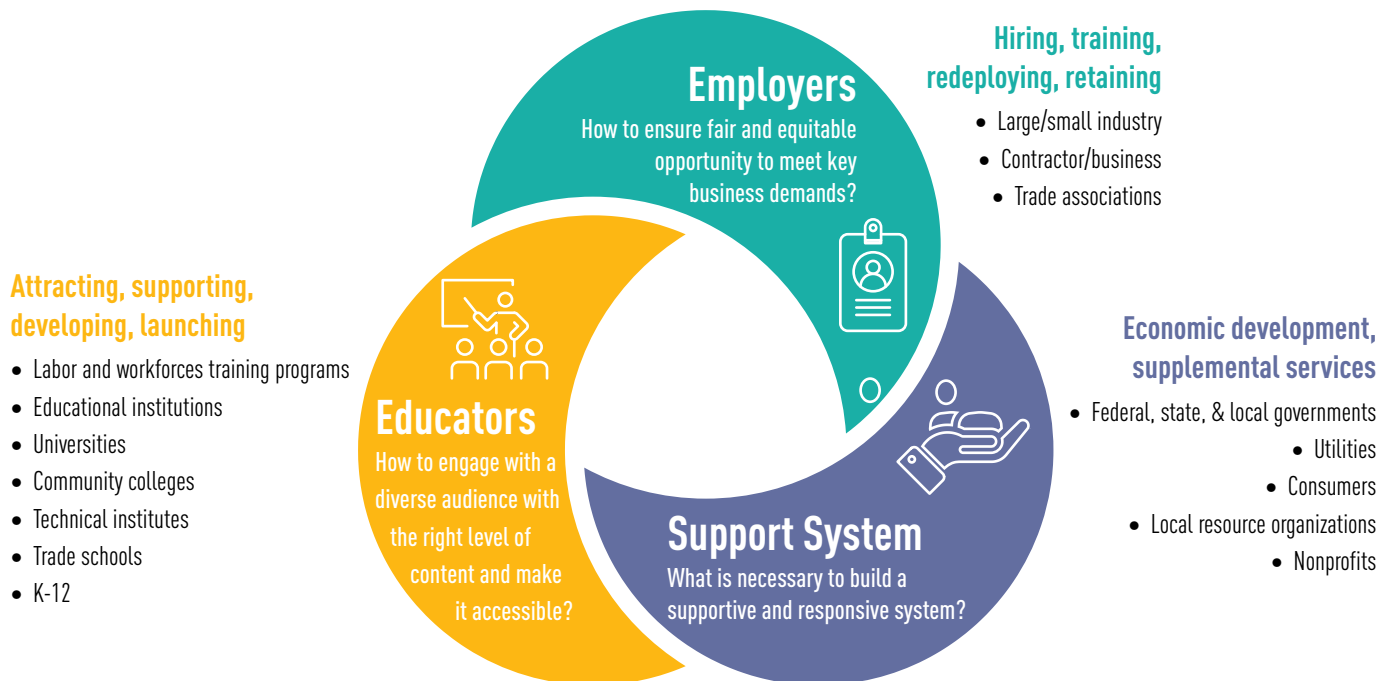 Employers
How to ensure fair and equitable
opportunity to meet key
business demands?
Hiring, training,
redeploying, retaining
• Large/small industry
• Contractor/business
• Trade associations
Attracting, supporting,
developing, launching
• Labor and workforces training programs
• Educational institutions
• Universities
• Community colleges
• Technical institutes
• Trade schools
• K-12
Educators
How to engage with a
diverse audience with
the right level of
content and make
it accessible?
Support System
What is necessary to build a
supportive and responsive system?
Economic development,
supplemental services
• Federal, state, & local governments
• Utilities
• Consumers
• Local resource organizations
• Nonprofits